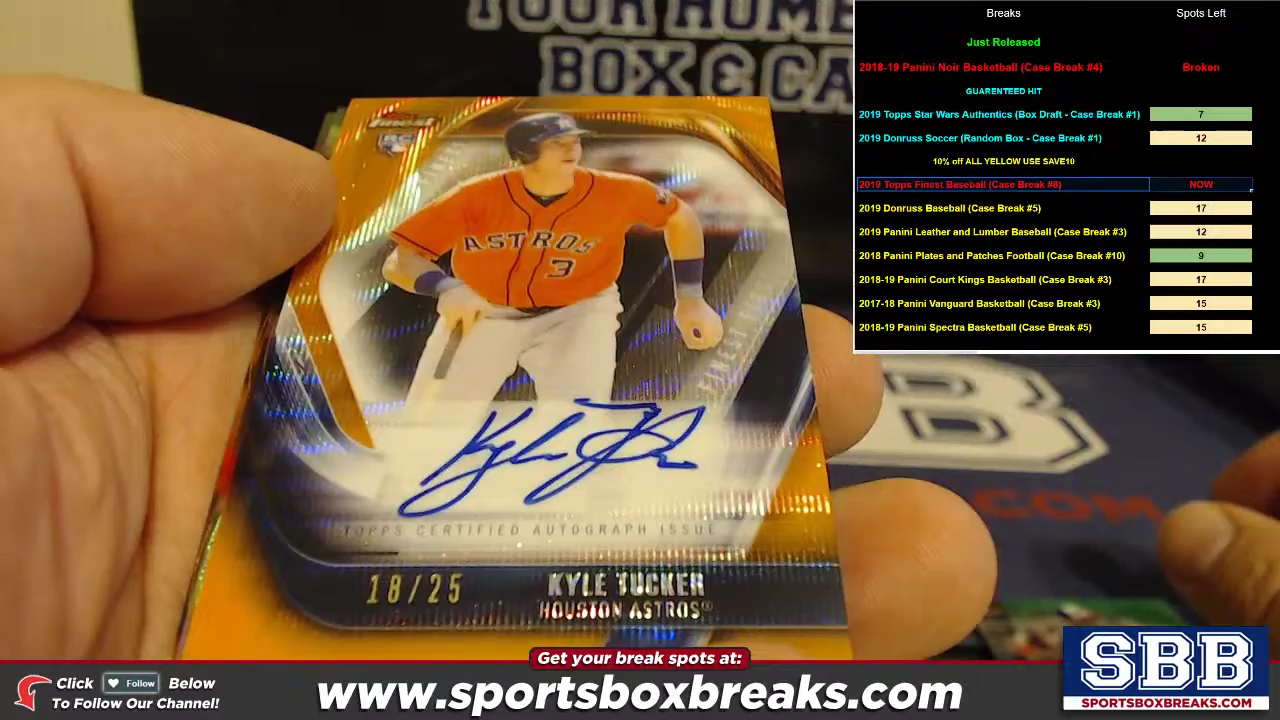 YOUR HOME
BOX & CA
Breaks Spots Left
Just Released
2018-19 Panini Noir Basketball (Case Break #4) Broken
GUARENTEED HIT
2019 Topps Star Wars Authentics (Box Draft - Case Break #1) 7
2019 Donruss Soccer (Random Box - Case Break #1) 12
10% off ALL YELLOW USE SAVE10
2019 Topps Finest Baseball (Case Break #8) NOW
2019 Donruss Baseball (Case Break #5) 17
2019 Panini Leather and Lumber Baseball (Case Break #3) 12
2018 Panini Plates and Patches Football (Case Break #10) 9
2018-19 Panini Court Kings Basketball (Case Break #3) 17
2017-18 Panini Vanguard Basketball (Case Break #3) 15
2018-19 Panini Spectra Basketball (Case Break #5) 15
Finest
RC
ASTROS
3
TOPPS CERTIFIED AUTOGRAPH ISSUE
18/25 KYLE TUCKER
HOUSTON ASTROS®
B
.COM
Get your break spots at:
Click Follow Below
To Follow Our Channel!
www.sportsboxbreaks.com
SBB
SPORTSBOXBREAKS.COM